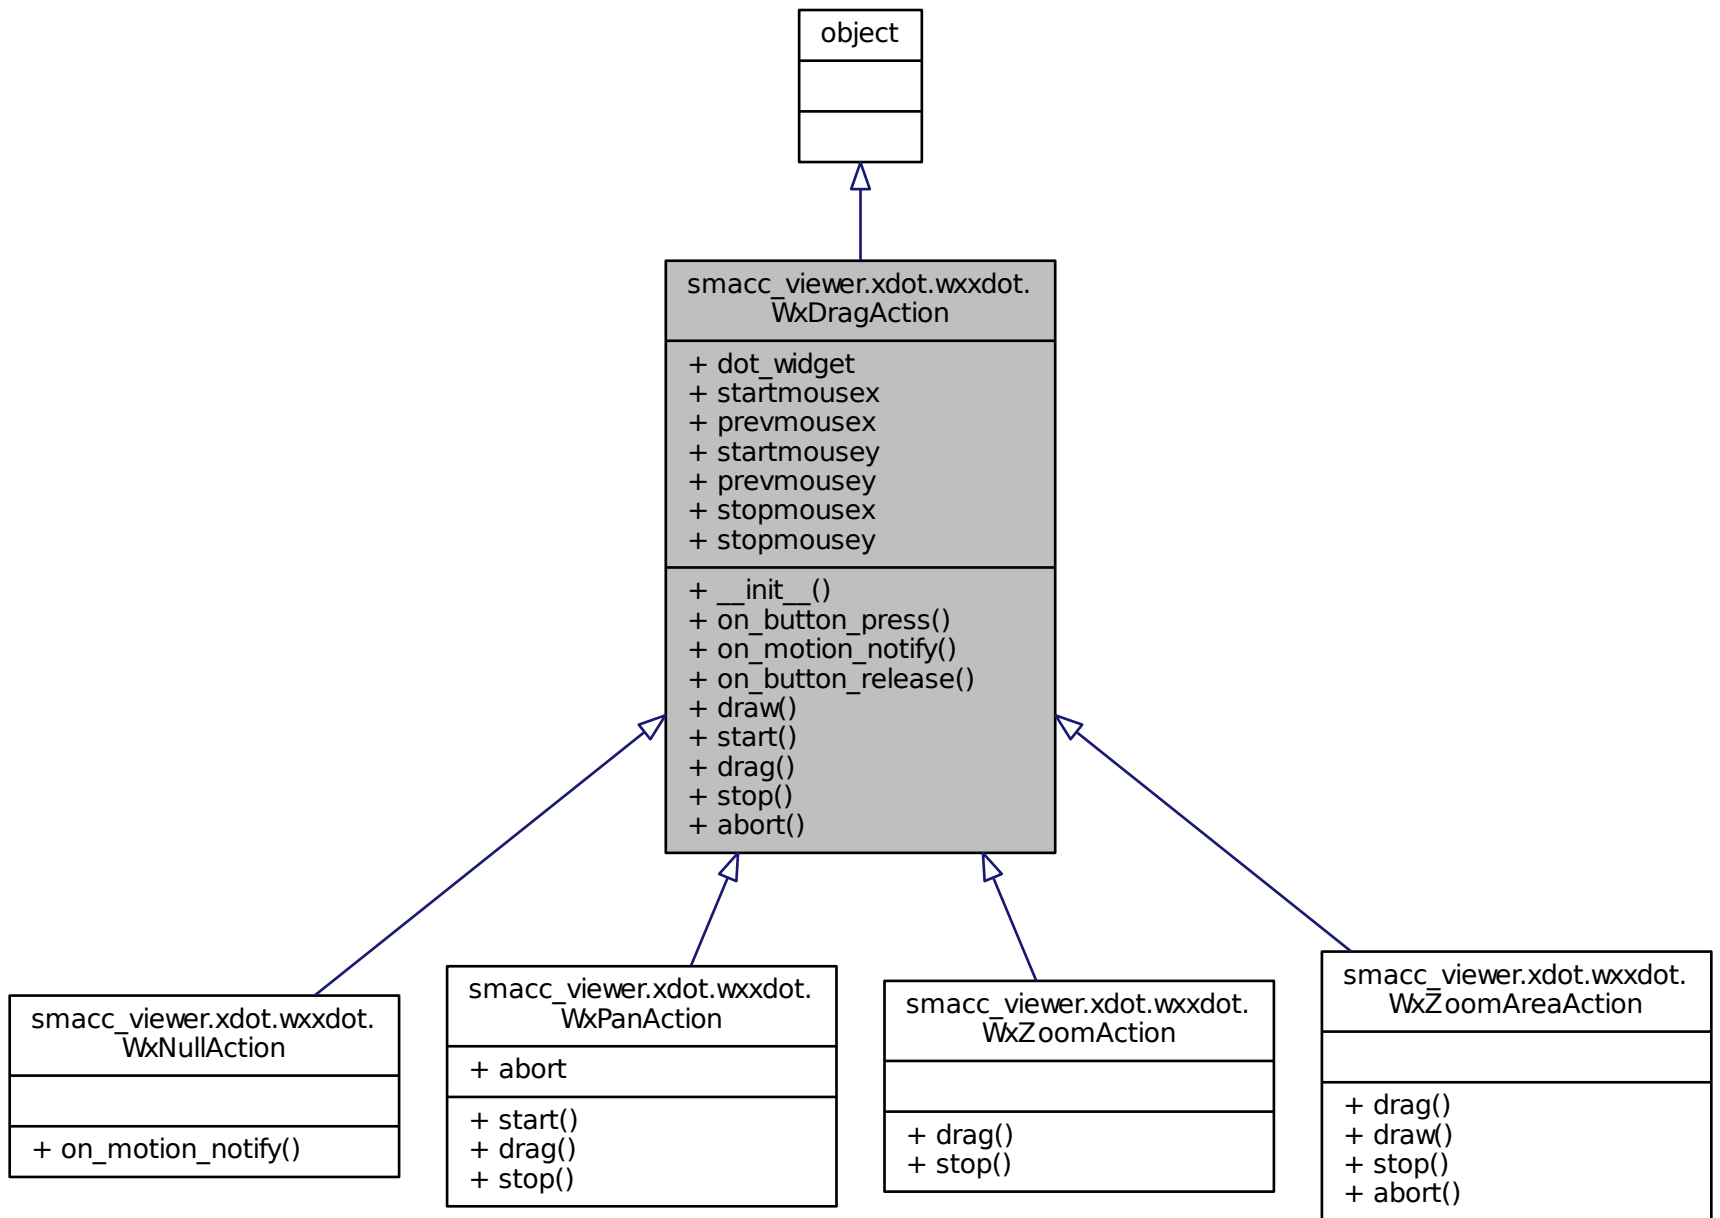 object
smacc_viewer.xdot.wxxdot.
WxDragAction
+ dot_widget
+ startmousex
+ prevmousex
+ startmousey
+ prevmousey
+ stopmousex
+ stopmousey
+ __init__()
+ on_button_press()
+ on_motion_notify()
+ on_button_release()
+ draw()
+ start()
+ drag()
+ stop()
+ abort()
smacc_viewer.xdot.wxxdot.
WxNullAction
+ on_motion_notify()
smacc_viewer.xdot.wxxdot.
WxPanAction
+ abort
+ start()
+ drag()
+ stop()
smacc_viewer.xdot.wxxdot.
WxZoomAction
+ drag()
+ stop()
smacc_viewer.xdot.wxxdot.
WxZoomAreaAction
+ drag()
+ draw()
+ stop()
+ abort()